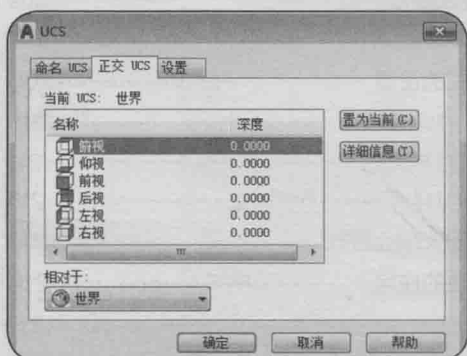 UCS
命名 UCS 正交 UCS 设置
当前 UCS: 世界
名称 深度
俯视 0.0000
仰视 0.0000
前视 0.0000
后视 0.0000
左视 0.0000
右视 0.0000
置为当前(C)
详细信息(T)
相对于:
世界
确定 取消 帮助